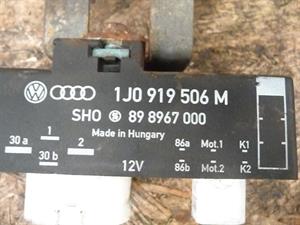 1J0 919 506 M
SHO 89 8967 000
Made in Hungary
30 a 1 86a Mot.1 K1
30 b 2 86b Mot.2 K2
12V